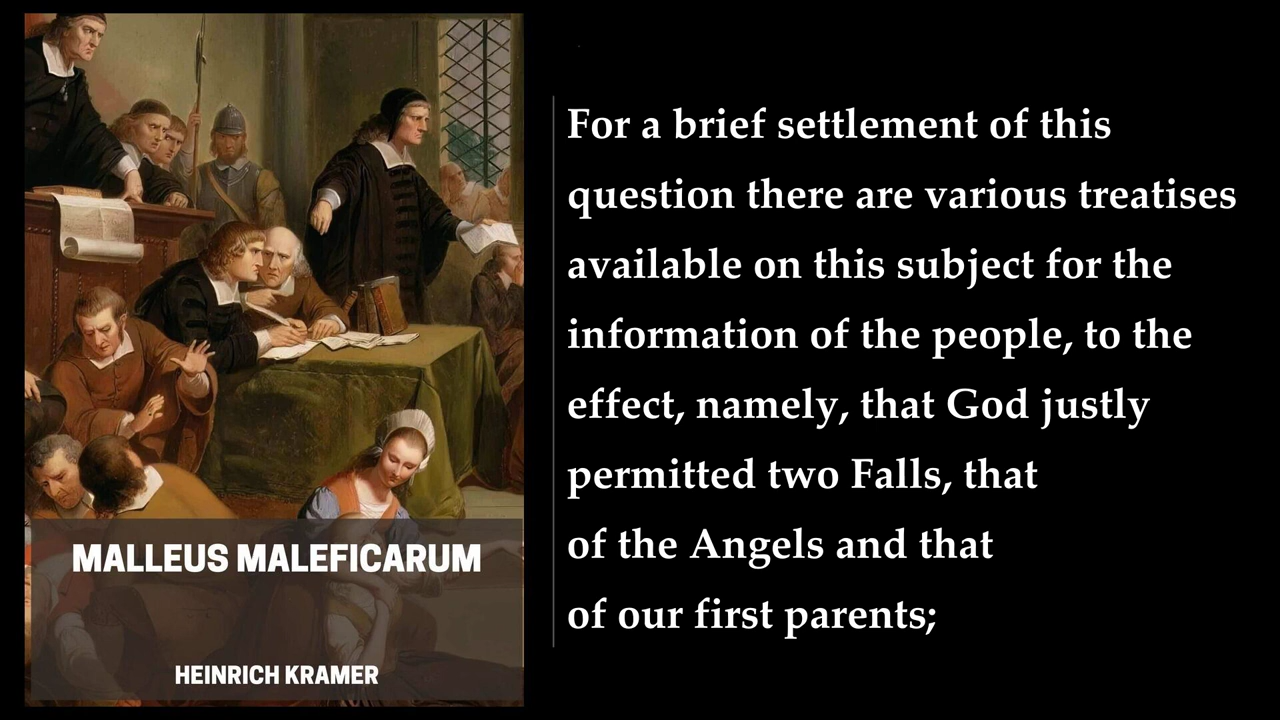 MALLEUS MALEFICARUM
HEINRICH KRAMER
For a brief settlement of this
question there are various treatises
available on this subject for the
information of the people, to the
effect, namely, that God justly
permitted two Falls, that
of the Angels and that
of our first parents;